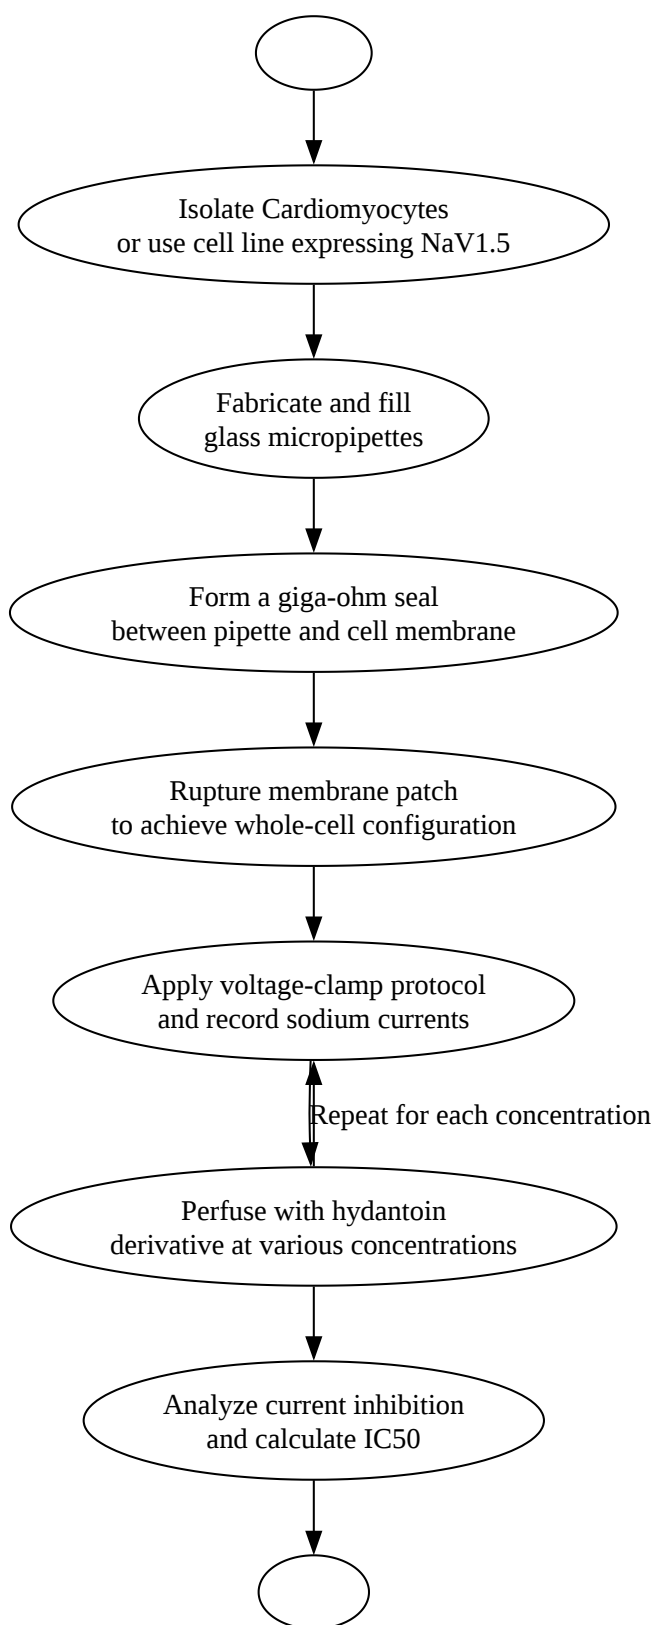 Isolate Cardiomyocytes
or use cell line expressing NaV1.5
Fabricate and fill
glass micropipettes
Form a giga-ohm seal
between pipette and cell membrane
Rupture membrane patch
to achieve whole-cell configuration
Apply voltage-clamp protocol
and record sodium currents
Repeat for each concentration
Perfuse with hydantoin
derivative at various concentrations
Analyze current inhibition
and calculate IC50